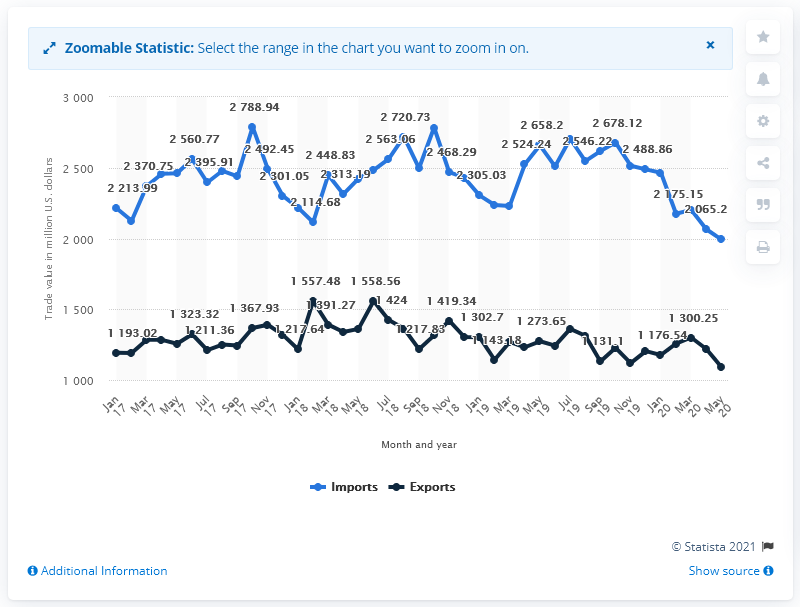 Zoomable Statistic: Select the range in the chart you want to zoom in on.
3 000
2 500
2 000
1 500
1 000
Trade value in million U.S. dollars
2 213.99
2 370.75
2 560.77
2 395.91
2 788.94
2 492.45
2 301.05
2 114.68
2 448.83
2 313.19
2 563.06
2 720.73
2 468.29
2 305.03
2 524.24
2 658.2
2 546.22
2 678.12
2 488.86
2 175.15
2 065.2
1 193.02
1 323.32
1 211.36
1 367.93
1 217.64
1 557.48
1 391.27
1 558.56
1 424
1 217.83
1 419.34
1 302.7
1 143.18
1 273.65
1 131.1
1 176.54
1 300.25
Jan 17
Mar 17
May 17
Jul 17
Sep 17
Nov 17
Jan 18
Mar 18
May 18
Jul 18
Sep 18
Nov 18
Jan 19
Mar 19
May 19
Jul 19
Sep 19
Nov 19
Jan 20
Mar 20
May 20
Month and year
Imports Exports
© Statista 2021
Additional Information
Show source